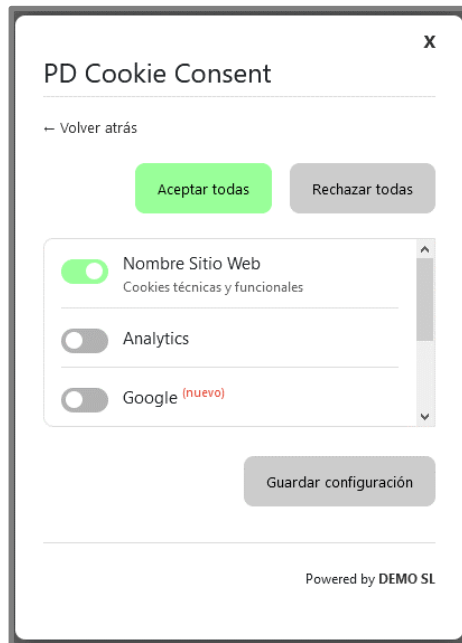 X
PD Cookie Consent
← Volver atrás
Aceptar todas Rechazar todas
Nombre Sitio Web
Cookies técnicas y funcionales
Analytics
Google (nuevo)
Guardar configuración
Powered by DEMO SL